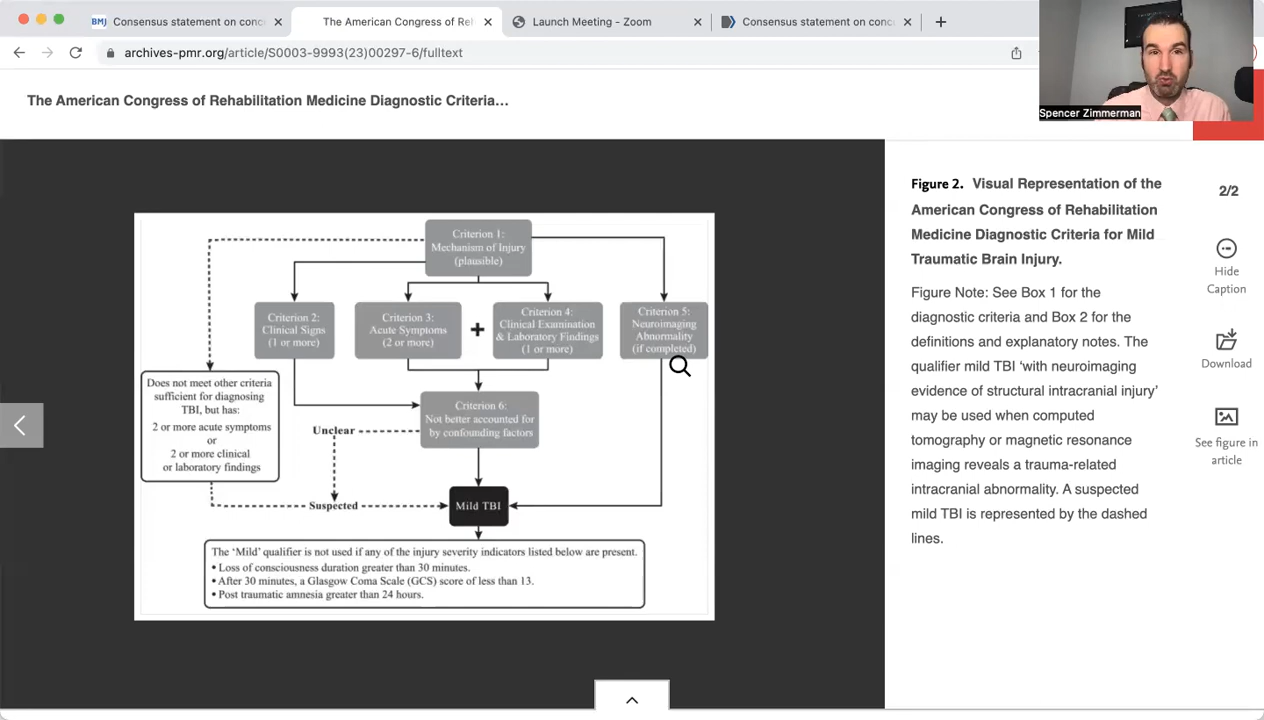 BMJ Consensus statement on conc
The American Congress of Reh
Launch Meeting - Zoom
Consensus statement on conc
archives-pmr.org/article/S0003-9993(23)00297-6/fulltext
Spencer Zimmerman
The American Congress of Rehabilitation Medicine Diagnostic Criteria...
Criterion 1:
Mechanism of Injury
(plausible)
Criterion 2:
Clinical Signs
(1 or more)
Criterion 3:
Acute Symptoms
(2 or more)
+
Criterion 4:
Clinical Examination
& Laboratory Findings
(1 or more)
Criterion 5:
Neuroimaging
Abnormality
(if completed)
Does not meet other criteria
sufficient for diagnosing
TBI, but has:
2 or more acute symptoms
or
2 or more clinical
or laboratory findings
Criterion 6:
Not better accounted for
by confounding factors
Unclear
Suspected
Mild TBI
The 'Mild' qualifier is not used if any of the injury severity indicators listed below are present.
• Loss of consciousness duration greater than 30 minutes.
• After 30 minutes, a Glasgow Coma Scale (GCS) score of less than 13.
• Post traumatic amnesia greater than 24 hours.
Figure 2. Visual Representation of the
American Congress of Rehabilitation
Medicine Diagnostic Criteria for Mild
Traumatic Brain Injury.
Figure Note: See Box 1 for the
diagnostic criteria and Box 2 for the
definitions and explanatory notes. The
qualifier mild TBI 'with neuroimaging
evidence of structural intracranial injury'
may be used when computed
tomography or magnetic resonance
imaging reveals a trauma-related
intracranial abnormality. A suspected
mild TBI is represented by the dashed
lines.
2/2
Hide
Caption
Download
See figure in
article